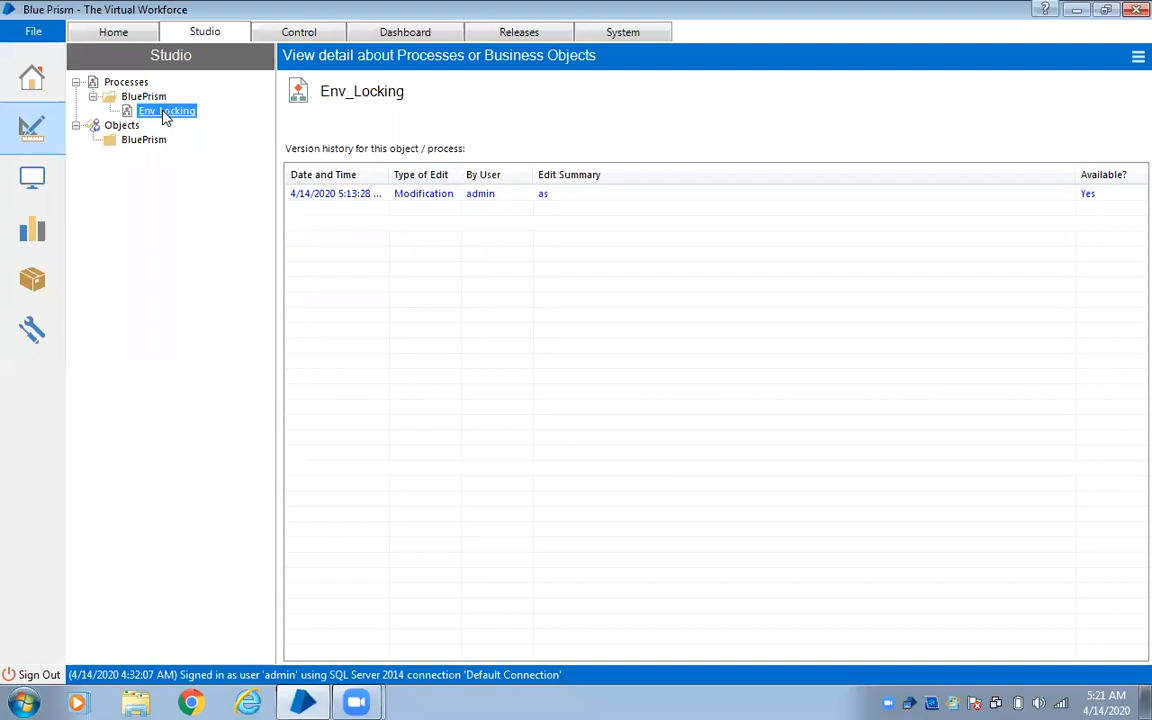 Blue Prism - The Virtual Workforce
File
Home
Studio
Control
Dashboard
Releases
System
Studio
View detail about Processes or Business Objects
Processes
BluePrism
Env_Locking
Objects
BluePrism
Env_Locking
Version history for this object / process:
Date and Time Type of Edit By User Edit Summary Available?
4/14/2020 5:13:28 ... Modification admin as Yes
Sign Out
(4/14/2020 4:32:07 AM) Signed in as user 'admin' using SQL Server 2014 connection 'Default Connection'
5:21 AM
4/14/2020